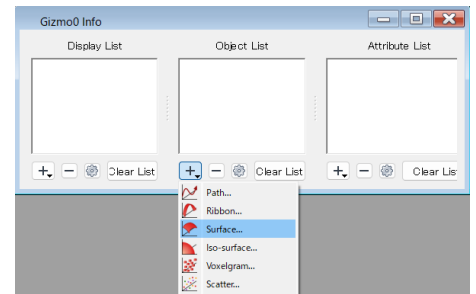 Gizmo0 Info
Display List
Object List
Attribute List
Clear List
Clear List
Clear Lis
Path...
Ribbon...
Surface...
Iso-surface...
Voxelgram...
Scatter...